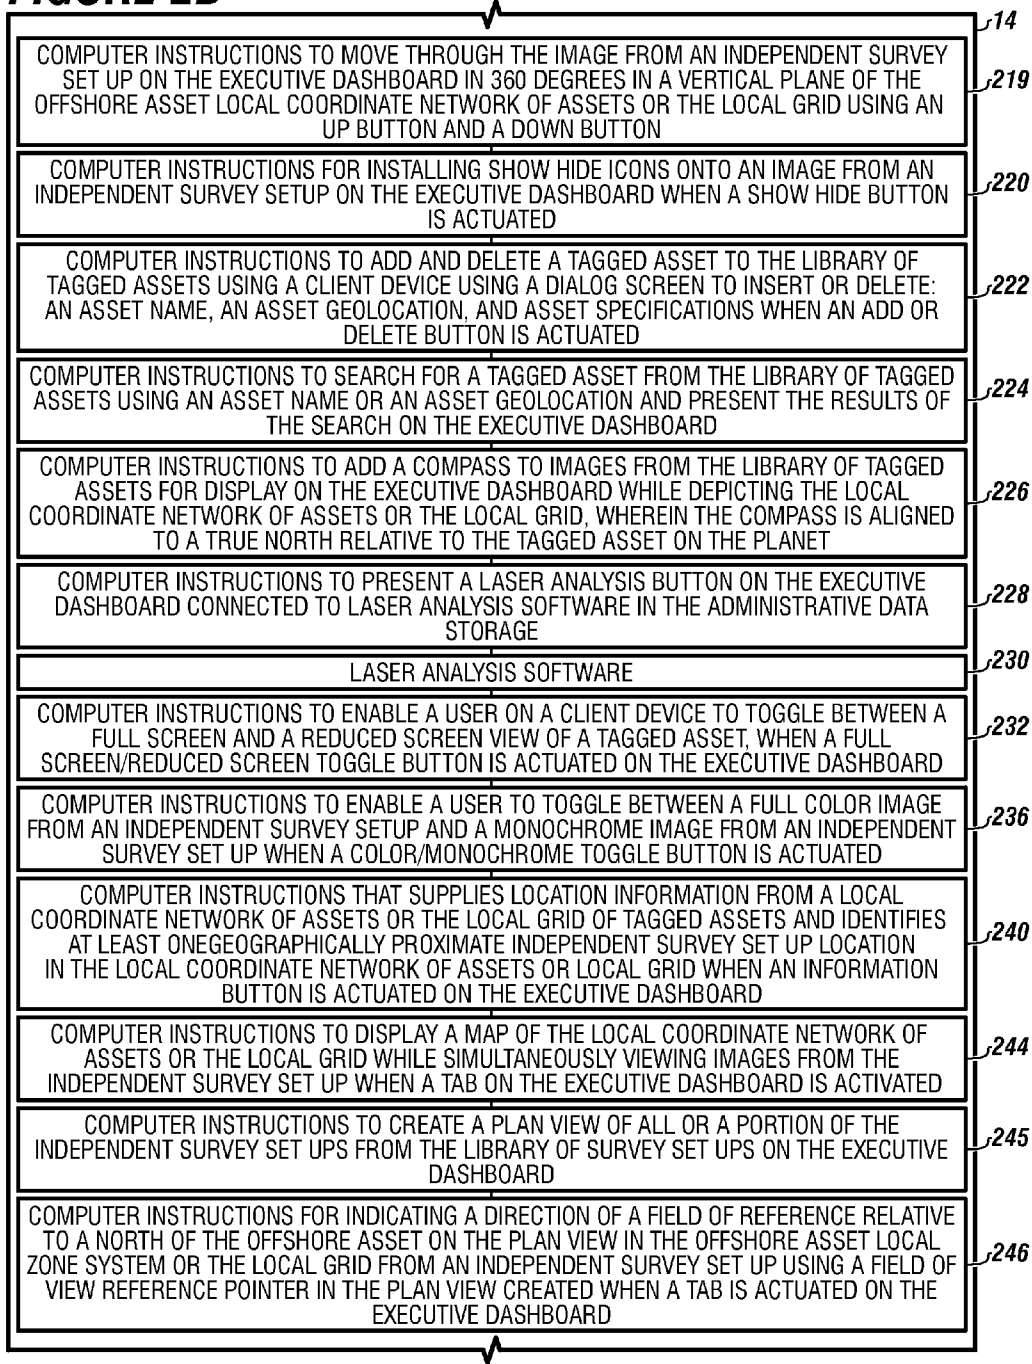 FIGURE 2B
14
COMPUTER INSTRUCTIONS TO MOVE THROUGH THE IMAGE FROM AN INDEPENDENT SURVEY
SET UP ON THE EXECUTIVE DASHBOARD IN 360 DEGREES IN A VERTICAL PLANE OF THE
OFFSHORE ASSET LOCAL COORDINATE NETWORK OF ASSETS OR THE LOCAL GRID USING AN
UP BUTTON AND A DOWN BUTTON
219
COMPUTER INSTRUCTIONS FOR INSTALLING SHOW HIDE ICONS ONTO AN IMAGE FROM AN
INDEPENDENT SURVEY SETUP ON THE EXECUTIVE DASHBOARD WHEN A SHOW HIDE BUTTON
IS ACTUATED
220
COMPUTER INSTRUCTIONS TO ADD AND DELETE A TAGGED ASSET TO THE LIBRARY OF
TAGGED ASSETS USING A CLIENT DEVICE USING A DIALOG SCREEN TO INSERT OR DELETE:
AN ASSET NAME, AN ASSET GEOLOCATION, AND ASSET SPECIFICATIONS WHEN AN ADD OR
DELETE BUTTON IS ACTUATED
222
COMPUTER INSTRUCTIONS TO SEARCH FOR A TAGGED ASSET FROM THE LIBRARY OF TAGGED
ASSETS USING AN ASSET NAME OR AN ASSET GEOLOCATION AND PRESENT THE RESULTS OF
THE SEARCH ON THE EXECUTIVE DASHBOARD
224
COMPUTER INSTRUCTIONS TO ADD A COMPASS TO IMAGES FROM THE LIBRARY OF TAGGED
ASSETS FOR DISPLAY ON THE EXECUTIVE DASHBOARD WHILE DEPICTING THE LOCAL
COORDINATE NETWORK OF ASSETS OR THE LOCAL GRID, WHEREIN THE COMPASS IS ALIGNED
TO A TRUE NORTH RELATIVE TO THE TAGGED ASSET ON THE PLANET
226
COMPUTER INSTRUCTIONS TO PRESENT A LASER ANALYSIS BUTTON ON THE EXECUTIVE
DASHBOARD CONNECTED TO LASER ANALYSIS SOFTWARE IN THE ADMINISTRATIVE DATA
STORAGE
228
LASER ANALYSIS SOFTWARE
230
COMPUTER INSTRUCTIONS TO ENABLE A USER ON A CLIENT DEVICE TO TOGGLE BETWEEN A
FULL SCREEN AND A REDUCED SCREEN VIEW OF A TAGGED ASSET, WHEN A FULL
SCREEN/REDUCED SCREEN TOGGLE BUTTON IS ACTUATED ON THE EXECUTIVE DASHBOARD
232
COMPUTER INSTRUCTIONS TO ENABLE A USER TO TOGGLE BETWEEN A FULL COLOR IMAGE
FROM AN INDEPENDENT SURVEY SETUP AND A MONOCHROME IMAGE FROM AN INDEPENDENT
SURVEY SET UP WHEN A COLOR/MONOCHROME TOGGLE BUTTON IS ACTUATED
236
COMPUTER INSTRUCTIONS THAT SUPPLIES LOCATION INFORMATION FROM A LOCAL
COORDINATE NETWORK OF ASSETS OR THE LOCAL GRID OF TAGGED ASSETS AND IDENTIFIES
AT LEAST ONEGEOGRAPHICALLY PROXIMATE INDEPENDENT SURVEY SET UP LOCATION
IN THE LOCAL COORDINATE NETWORK OF ASSETS OR LOCAL GRID WHEN AN INFORMATION
BUTTON IS ACTUATED ON THE EXECUTIVE DASHBOARD
240
COMPUTER INSTRUCTIONS TO DISPLAY A MAP OF THE LOCAL COORDINATE NETWORK OF
ASSETS OR THE LOCAL GRID WHILE SIMULTANEOUSLY VIEWING IMAGES FROM THE
INDEPENDENT SURVEY SET UP WHEN A TAB ON THE EXECUTIVE DASHBOARD IS ACTIVATED
244
COMPUTER INSTRUCTIONS TO CREATE A PLAN VIEW OF ALL OR A PORTION OF THE
INDEPENDENT SURVEY SET UPS FROM THE LIBRARY OF SURVEY SET UPS ON THE EXECUTIVE
DASHBOARD
245
COMPUTER INSTRUCTIONS FOR INDICATING A DIRECTION OF A FIELD OF REFERENCE RELATIVE
TO A NORTH OF THE OFFSHORE ASSET ON THE PLAN VIEW IN THE OFFSHORE ASSET LOCAL
ZONE SYSTEM OR THE LOCAL GRID FROM AN INDEPENDENT SURVEY SET UP USING A FIELD OF
VIEW REFERENCE POINTER IN THE PLAN VIEW CREATED WHEN A TAB IS ACTUATED ON THE
EXECUTIVE DASHBOARD
246